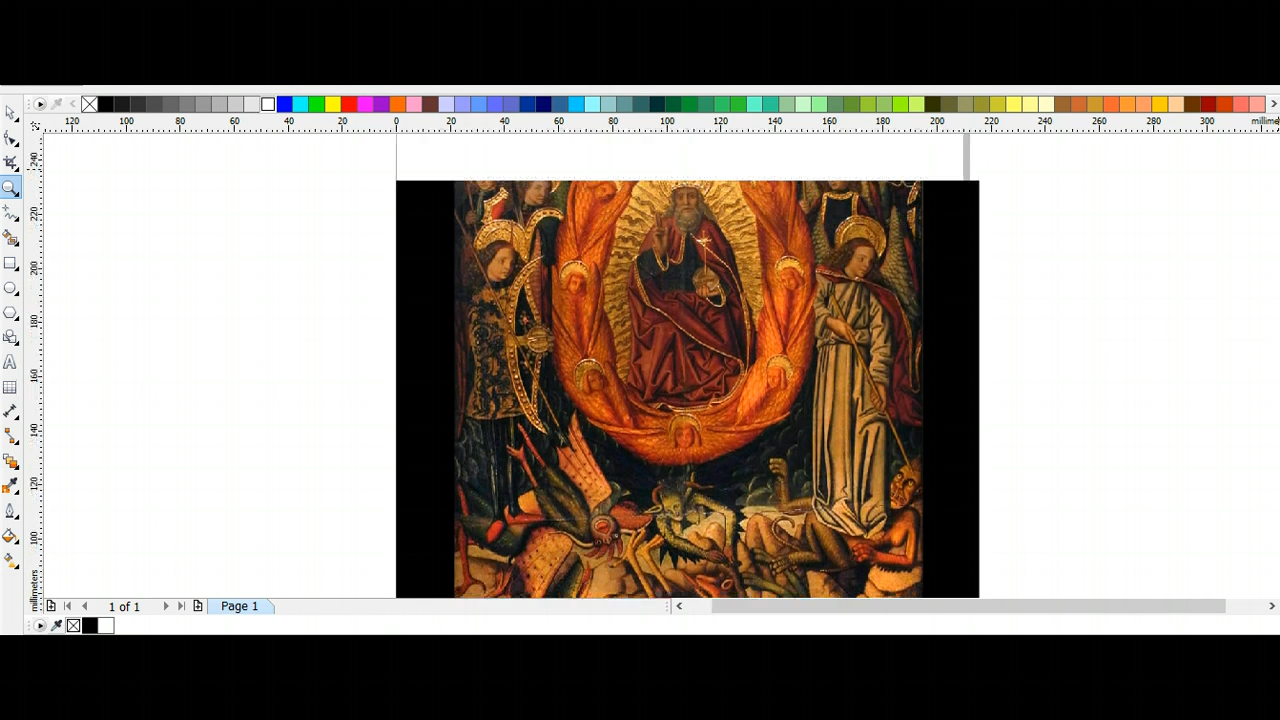 120 100 80 60 40 20 0 20 40 60 80 100 120 140 160 180 200 220 240 260 280 300 millime
240
220
200
180
160
140
120
100
millimeters
1 of 1 Page 1